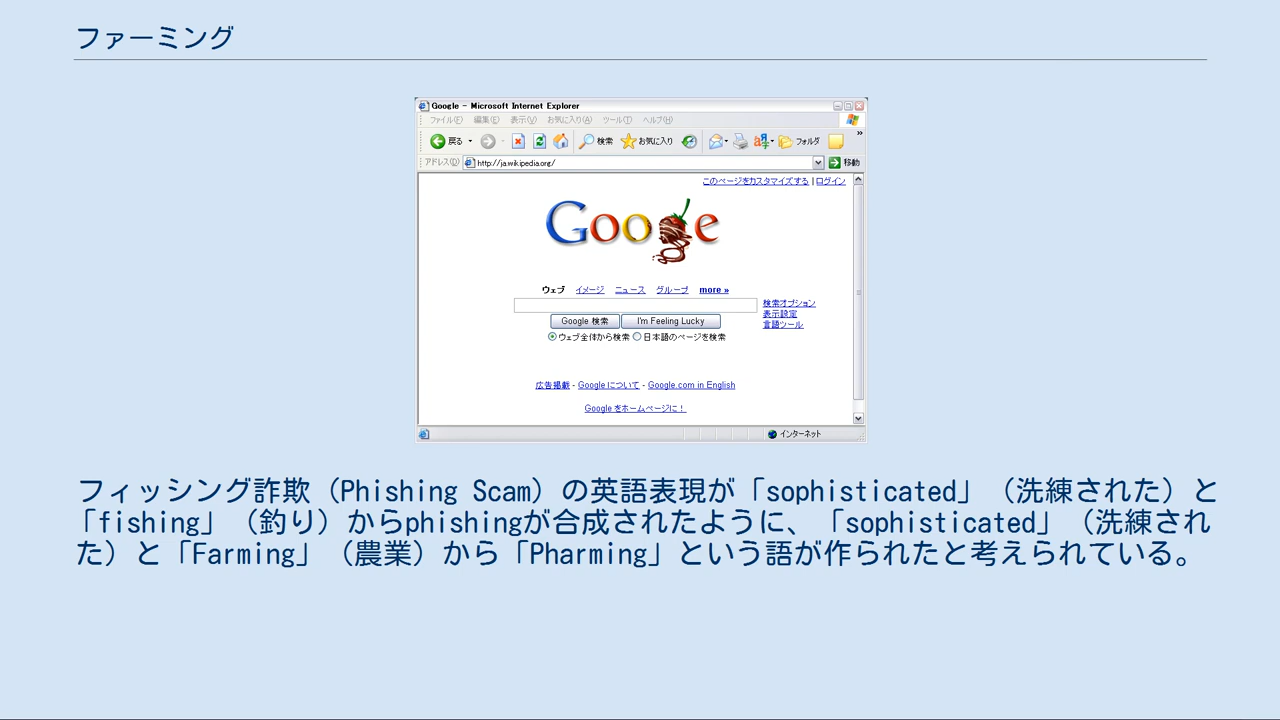 ファーミング
Google - Microsoft Internet Explorer
ファイル(F) 編集(E) 表示(V) お気に入り(A) ツール(T) ヘルプ(H)
戻る 検索 お気に入り フォルダ »
アドレス(D) http://ja.wikipedia.org/ 移動
このページをカスタマイズする | ログイン
Google
ウェブ イメージ ニュース グループ more »
検索オプション
表示設定
言語ツール
Google 検索 I'm Feeling Lucky
ウェブ全体から検索 日本語のページを検索
広告掲載 - Google について - Google.com in English
Google をホームページに!
インターネット
フィッシング詐欺（Phishing Scam）の英語表現が「sophisticated」（洗練された）と
「fishing」（釣り）からphishingが合成されたように、「sophisticated」（洗練され
た）と「Farming」（農業）から「Pharming」という語が作られたと考えられている。